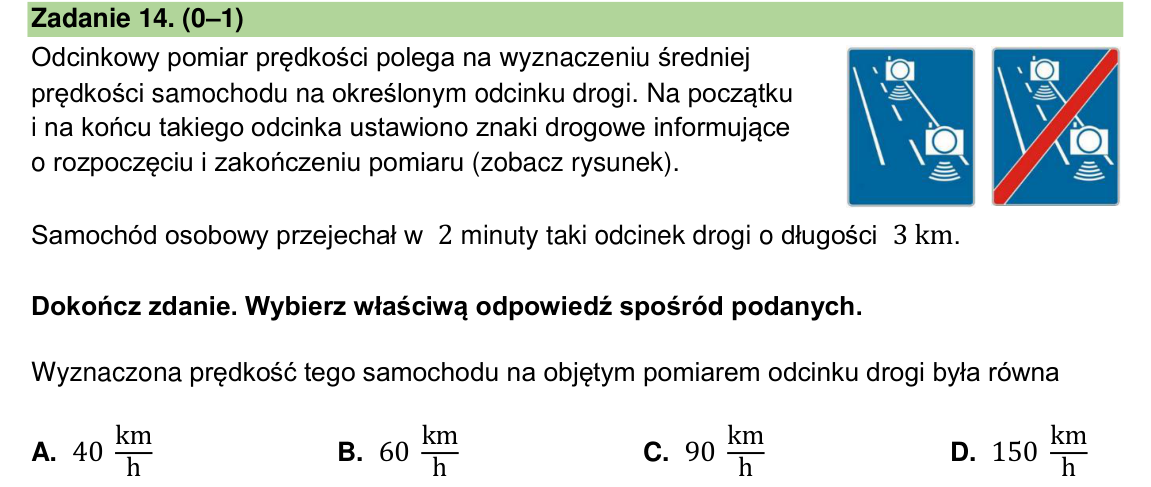 Zadanie 14. (0–1)
Odcinkowy pomiar prędkości polega na wyznaczeniu średniej
prędkości samochodu na określonym odcinku drogi. Na początku
i na końcu takiego odcinka ustawiono znaki drogowe informujące
o rozpoczęciu i zakończeniu pomiaru (zobacz rysunek).
Samochód osobowy przejechał w 2 minuty taki odcinek drogi o długości 3 km.
Dokończ zdanie. Wybierz właściwą odpowiedź spośród podanych.
Wyznaczona prędkość tego samochodu na objętym pomiarem odcinku drogi była równa
A. 40 km/h B. 60 km/h C. 90 km/h D. 150 km/h